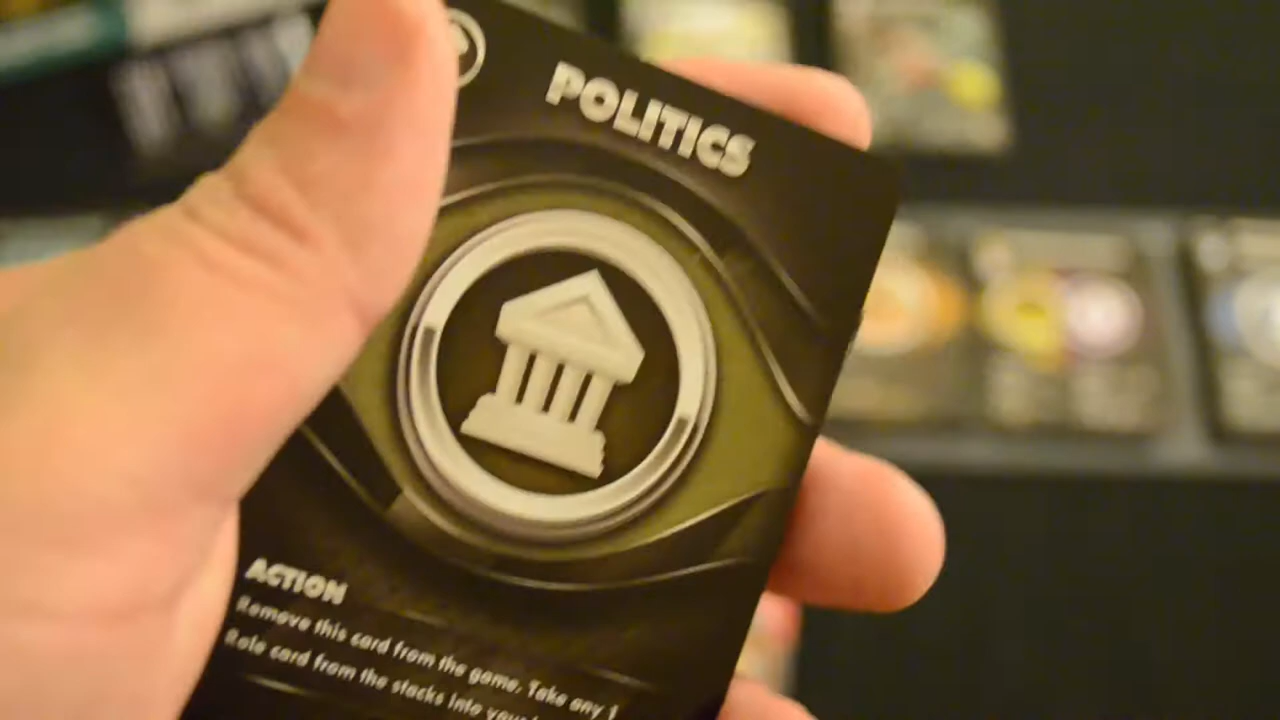 POLITICS
ACTION
Remove this card from the game. Take any 1
Role card from the stacks into your